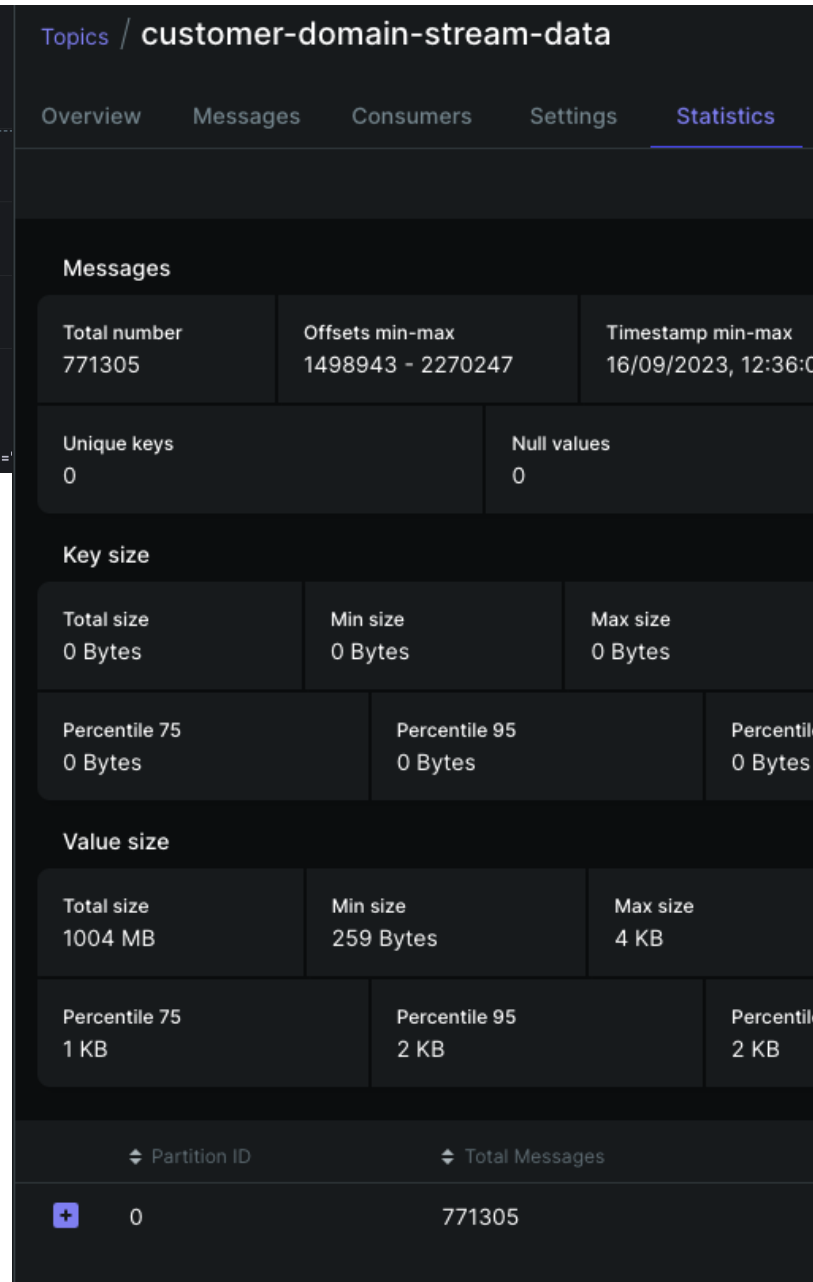 Topics / customer-domain-stream-data
Overview Messages Consumers Settings Statistics
Messages
Total number Offsets min-max Timestamp min-max
771305 1498943 - 2270247 16/09/2023, 12:36:0
Unique keys Null values
0 0
Key size
Total size Min size Max size
0 Bytes 0 Bytes 0 Bytes
Percentile 75 Percentile 95 Percentil
0 Bytes 0 Bytes 0 Bytes
Value size
Total size Min size Max size
1004 MB 259 Bytes 4 KB
Percentile 75 Percentile 95 Percentil
1 KB 2 KB 2 KB
Partition ID Total Messages
0 771305